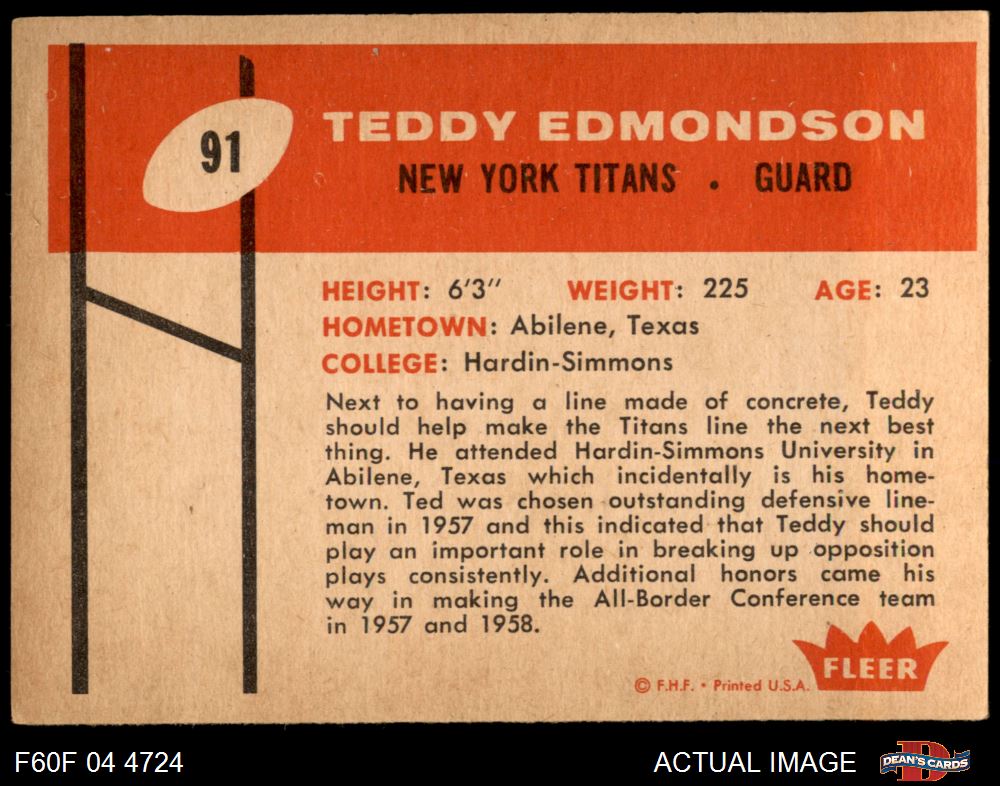 91
TEDDY EDMONDSON
NEW YORK TITANS . GUARD
HEIGHT: 6'3" WEIGHT: 225 AGE: 23
HOMETOWN: Abilene, Texas
COLLEGE: Hardin-Simmons
Next to having a line made of concrete, Teddy
should help make the Titans line the next best
thing. He attended Hardin-Simmons University in
Abilene, Texas which incidentally is his home-
town. Ted was chosen outstanding defensive line-
man in 1957 and this indicated that Teddy should
play an important role in breaking up opposition
plays consistently. Additional honors came his
way in making the All-Border Conference team
in 1957 and 1958.
FLEER
© F.H.F. • Printed U.S.A.
F60F 04 4724
ACTUAL IMAGE
D
DEAN'S CARDS